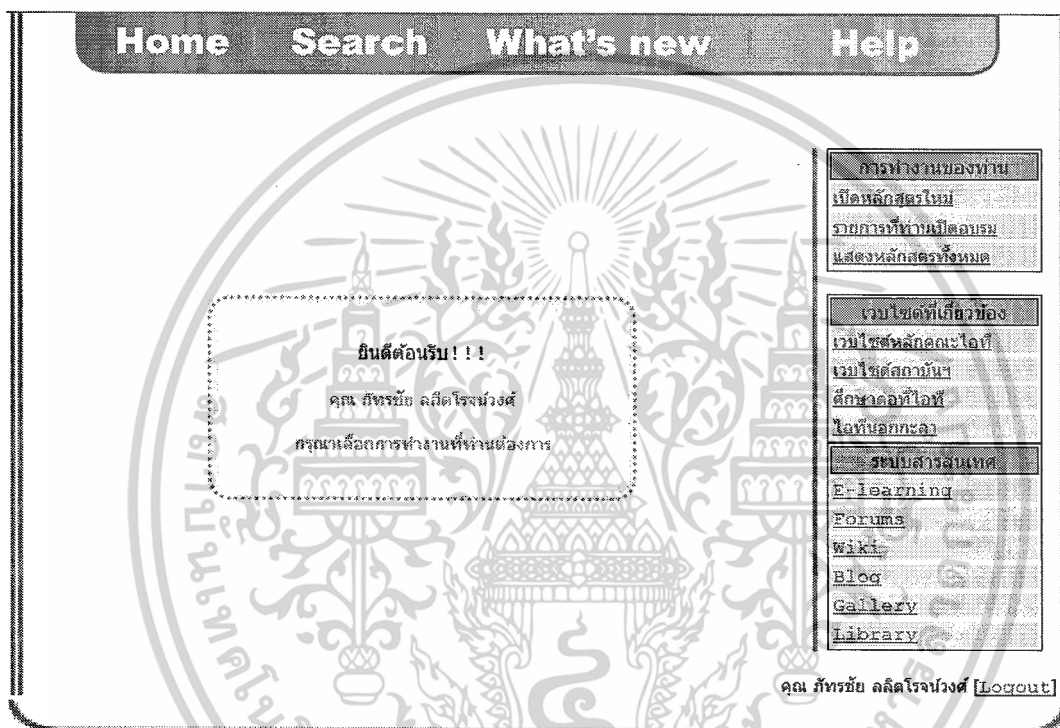 Home Search What's new Help
การทำงานของท่าน
เปิดหลักสูตรใหม่
รายการที่ท่านเปิดอบรม
แสดงหลักสูตรทั้งหมด
เวบไซต์ที่เกี่ยวข้อง
เวบไซต์หลักคณะไอที
เวบไซต์สถาบันฯ
ศึกษาดอทไอที
ไอทีนอกกะลา
ระบบสารสนเทศ
E-learning
Forums
Wiki
Blog
Gallery
Library
ยินดีต้อนรับ!!!
คุณ ภัทรชัย ลลิตโรจน์วงศ์
กรุณาเลือกการทำงานที่ท่านต้องการ
คุณ ภัทรชัย ลลิตโรจน์วงศ์ [Logout]